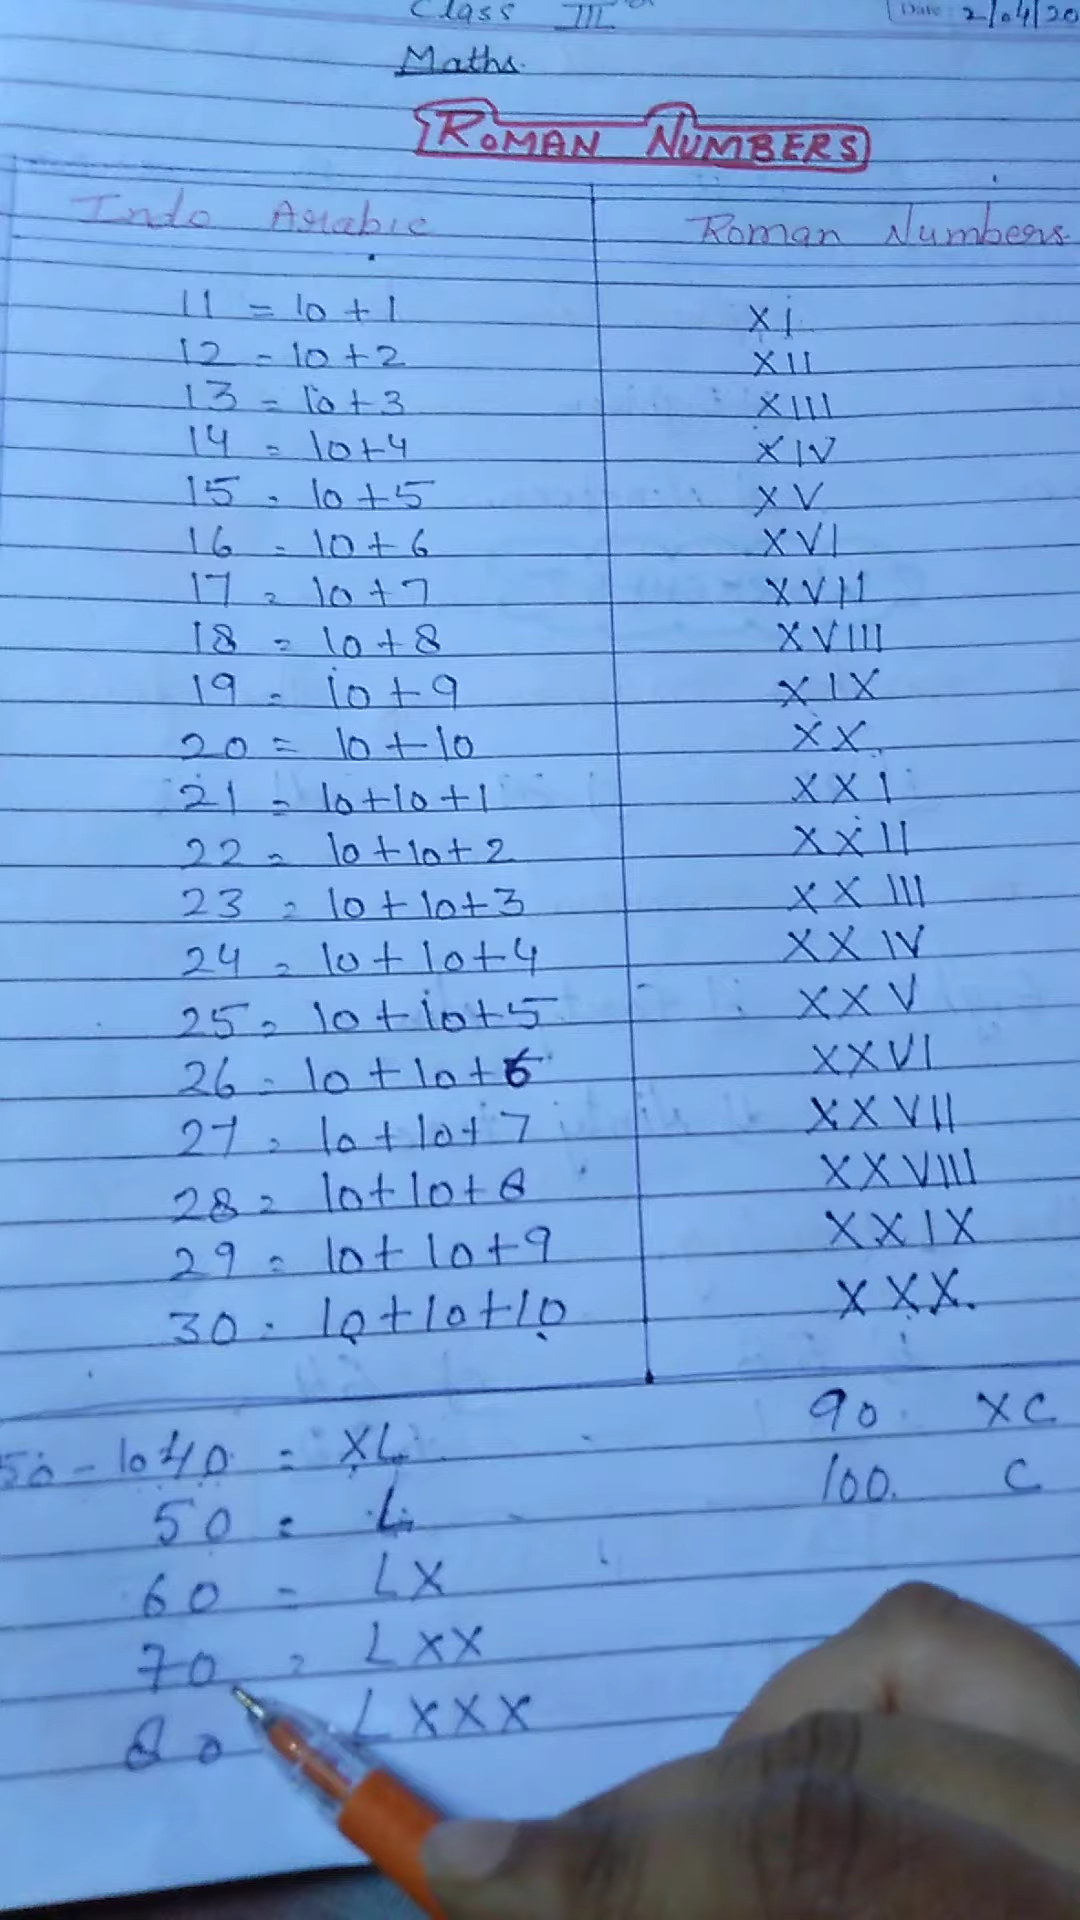 Class III
Date 2/04/20
Maths.
ROMAN NUMBERS
Indo Arabic Roman Numbers.
11 = 10 + 1 XI
12 = 10 + 2 XII
13 = 10 + 3 XIII
14 = 10+4 XIV
15 = 10 + 5 XV
16 = 10 + 6 XVI
17 = 10 + 7 XVII
18 = 10 + 8 XVIII
19 = 10 + 9 XIX
20 = 10 + 10 XX.
21 = 10+10+1 XXI
22 = 10+10+2 XXII
23 = 10 + 10+3 XXIII
24 = 10 + 10+4 XXIV
25 = 10 + 10+5 XXV
26 = 10 + 10+6 XXVI
27 = 10 + 10+7 XXVII
28 = 10+10+8 XXVIII
29 = 10+ 10+9 XXIX
30 = 10+10+10 XXX.
50 - 10 40 = XL 90. XC
50 = L 100. C
60 = LX
70 = LXX
80 LXXX